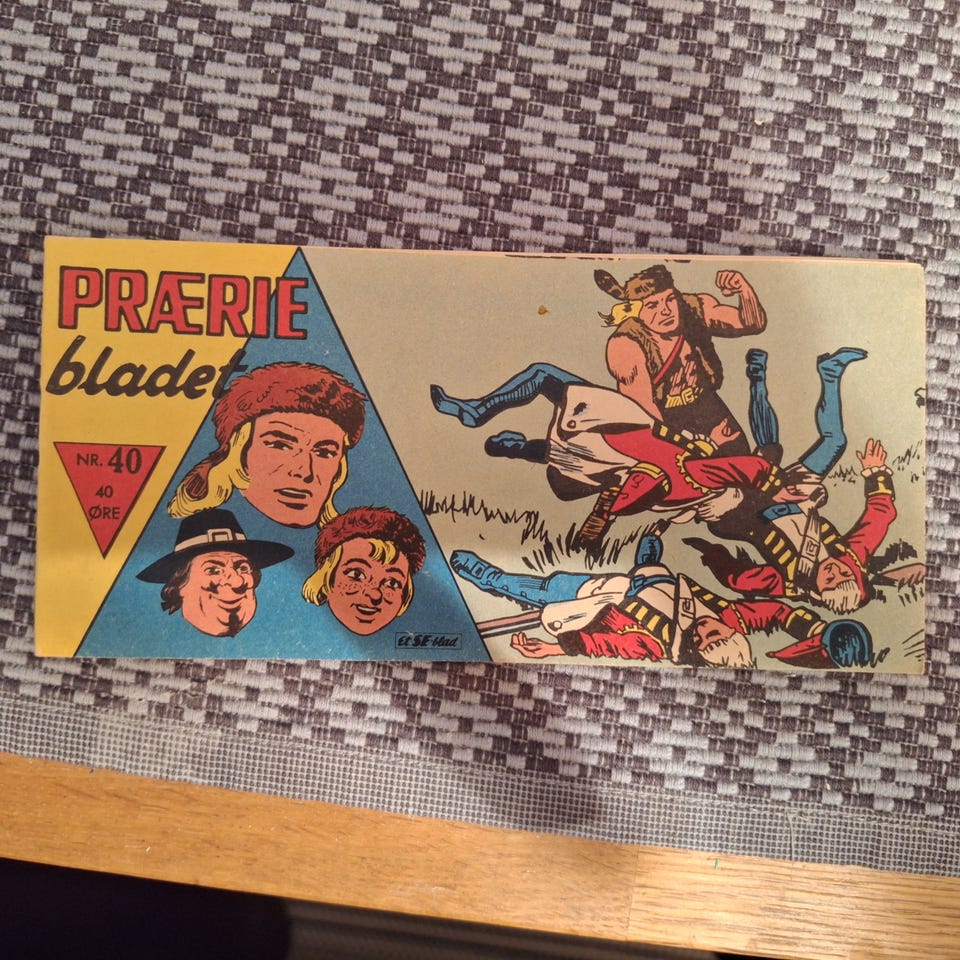 PRÆRIE
bladet
NR. 40
40
ØRE
Et SE-blad